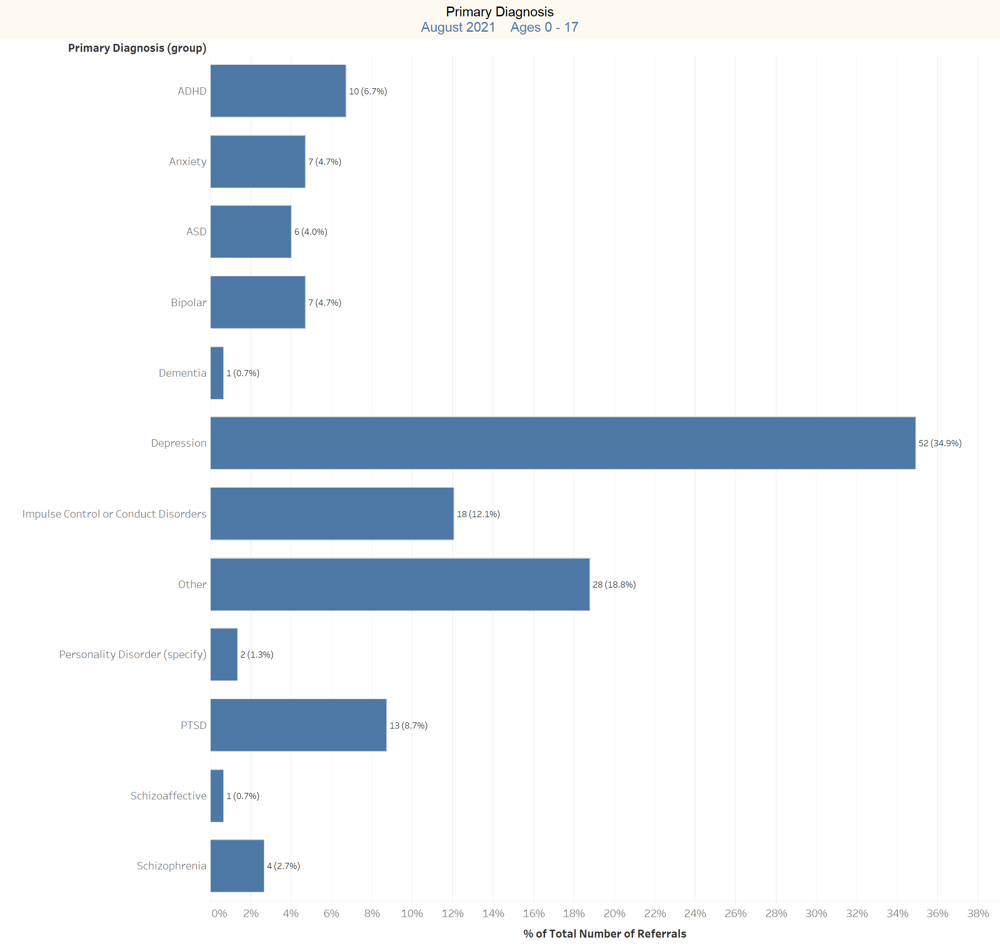 Primary Diagnosis
August 2021 Ages 0 - 17
Primary Diagnosis (group)
ADHD 10 (6.7%)
Anxiety 7 (4.7%)
ASD 6 (4.0%)
Bipolar 7 (4.7%)
Dementia 1 (0.7%)
Depression 52 (34.9%)
Impulse Control or Conduct Disorders 18 (12.1%)
Other 28 (18.8%)
Personality Disorder (specify) 2 (1.3%)
PTSD 13 (8.7%)
Schizoaffective 1 (0.7%)
Schizophrenia 4 (2.7%)
0% 2% 4% 6% 8% 10% 12% 14% 16% 18% 20% 22% 24% 26% 28% 30% 32% 34% 36% 38%
% of Total Number of Referrals